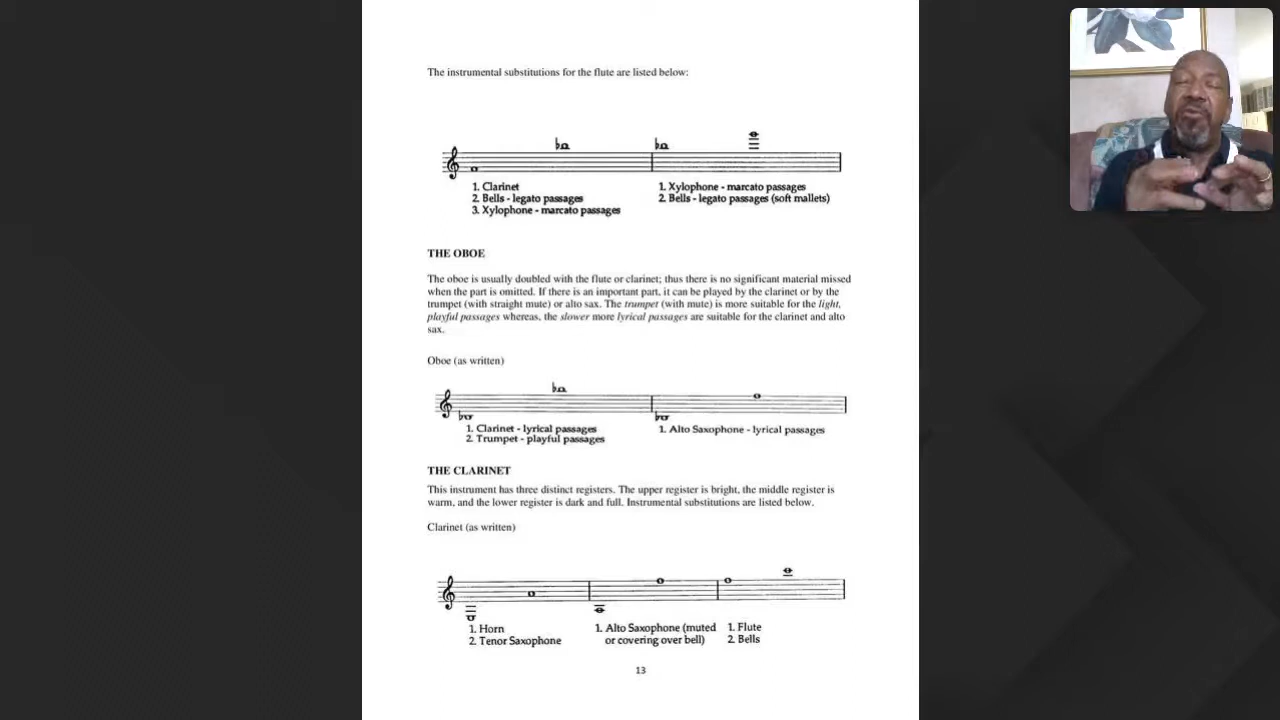 The instrumental substitutions for the flute are listed below:
1. Clarinet
2. Bells - legato passages
3. Xylophone - marcato passages
1. Xylophone - marcato passages
2. Bells - legato passages (soft mallets)
THE OBOE
The oboe is usually doubled with the flute or clarinet; thus there is no significant material missed
when the part is omitted. If there is an important part, it can be played by the clarinet or by the
trumpet (with straight mute) or alto sax. The trumpet (with mute) is more suitable for the light,
playful passages whereas, the slower more lyrical passages are suitable for the clarinet and alto
sax.
Oboe (as written)
1. Clarinet - lyrical passages
2. Trumpet - playful passages
1. Alto Saxophone - lyrical passages
THE CLARINET
This instrument has three distinct registers. The upper register is bright, the middle register is
warm, and the lower register is dark and full. Instrumental substitutions are listed below.
Clarinet (as written)
1. Horn
2. Tenor Saxophone
1. Alto Saxophone (muted
or covering over bell)
1. Flute
2. Bells
13